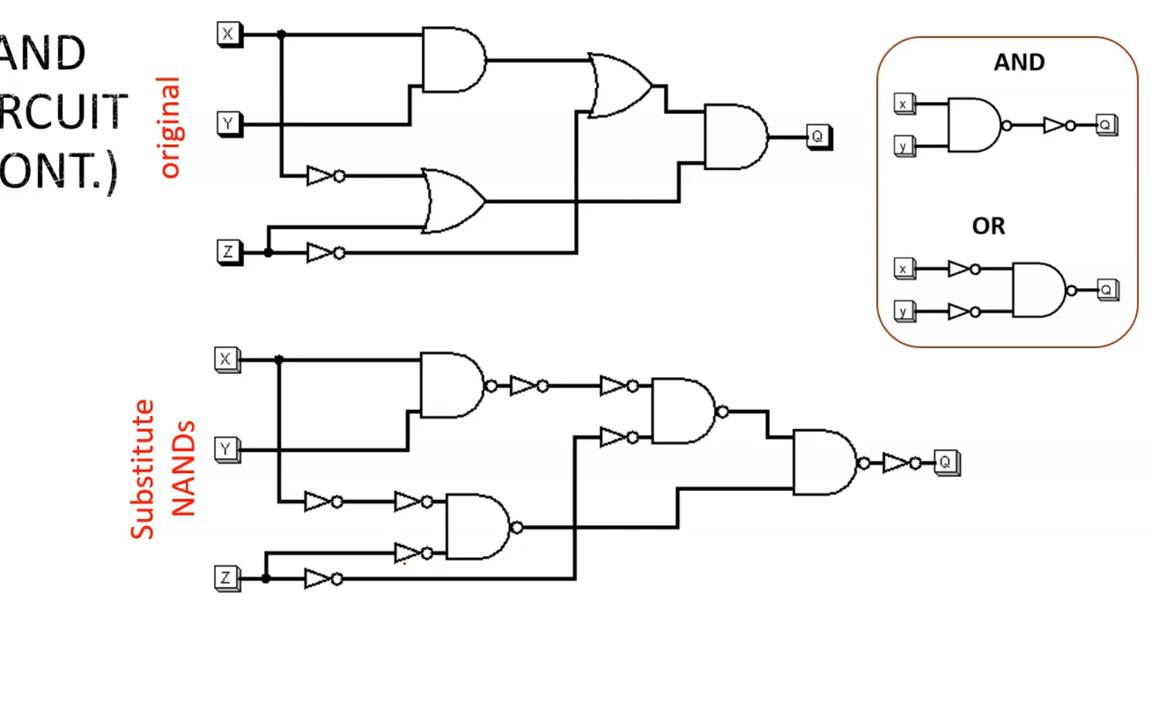 AND
RCUIT
ONT.)
original
X
Y
Z
Q
AND
x
y
Q
OR
x
y
Q
Substitute
NANDs
X
Y
Z
Q